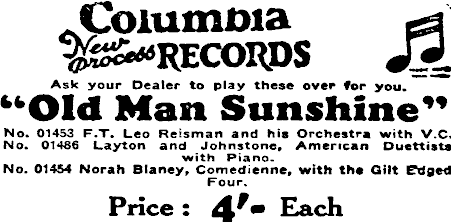 Columbia
New Process RECORDS
Ask your Dealer to play these over for you.
“Old Man Sunshine”
No. 01453 F.T. Leo Reisman and his Orchestra with V.C.
No. 01486 Layton and Johnstone, American Duettists
with Piano.
No. 01454 Norah Blaney, Comedienne, with the Gilt Edged
Four.
Price : 4/- Each